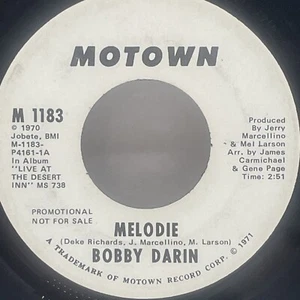 MOTOWN
M 1183
℗ 1970
Jobete, BMI
M-1183-
P4161-1A
In Album
"LIVE AT
THE DESERT
INN" MS 738
Produced
By Jerry
Marcellino
& Mel Larson
Arr. by James
Carmichael
& Gene Page
Time: 2:51
PROMOTIONAL
NOT FOR SALE
MELODIE
(Deke Richards, J. Marcellino, M. Larson)
BOBBY DARIN
A TRADEMARK OF MOTOWN RECORD CORP. © 1971